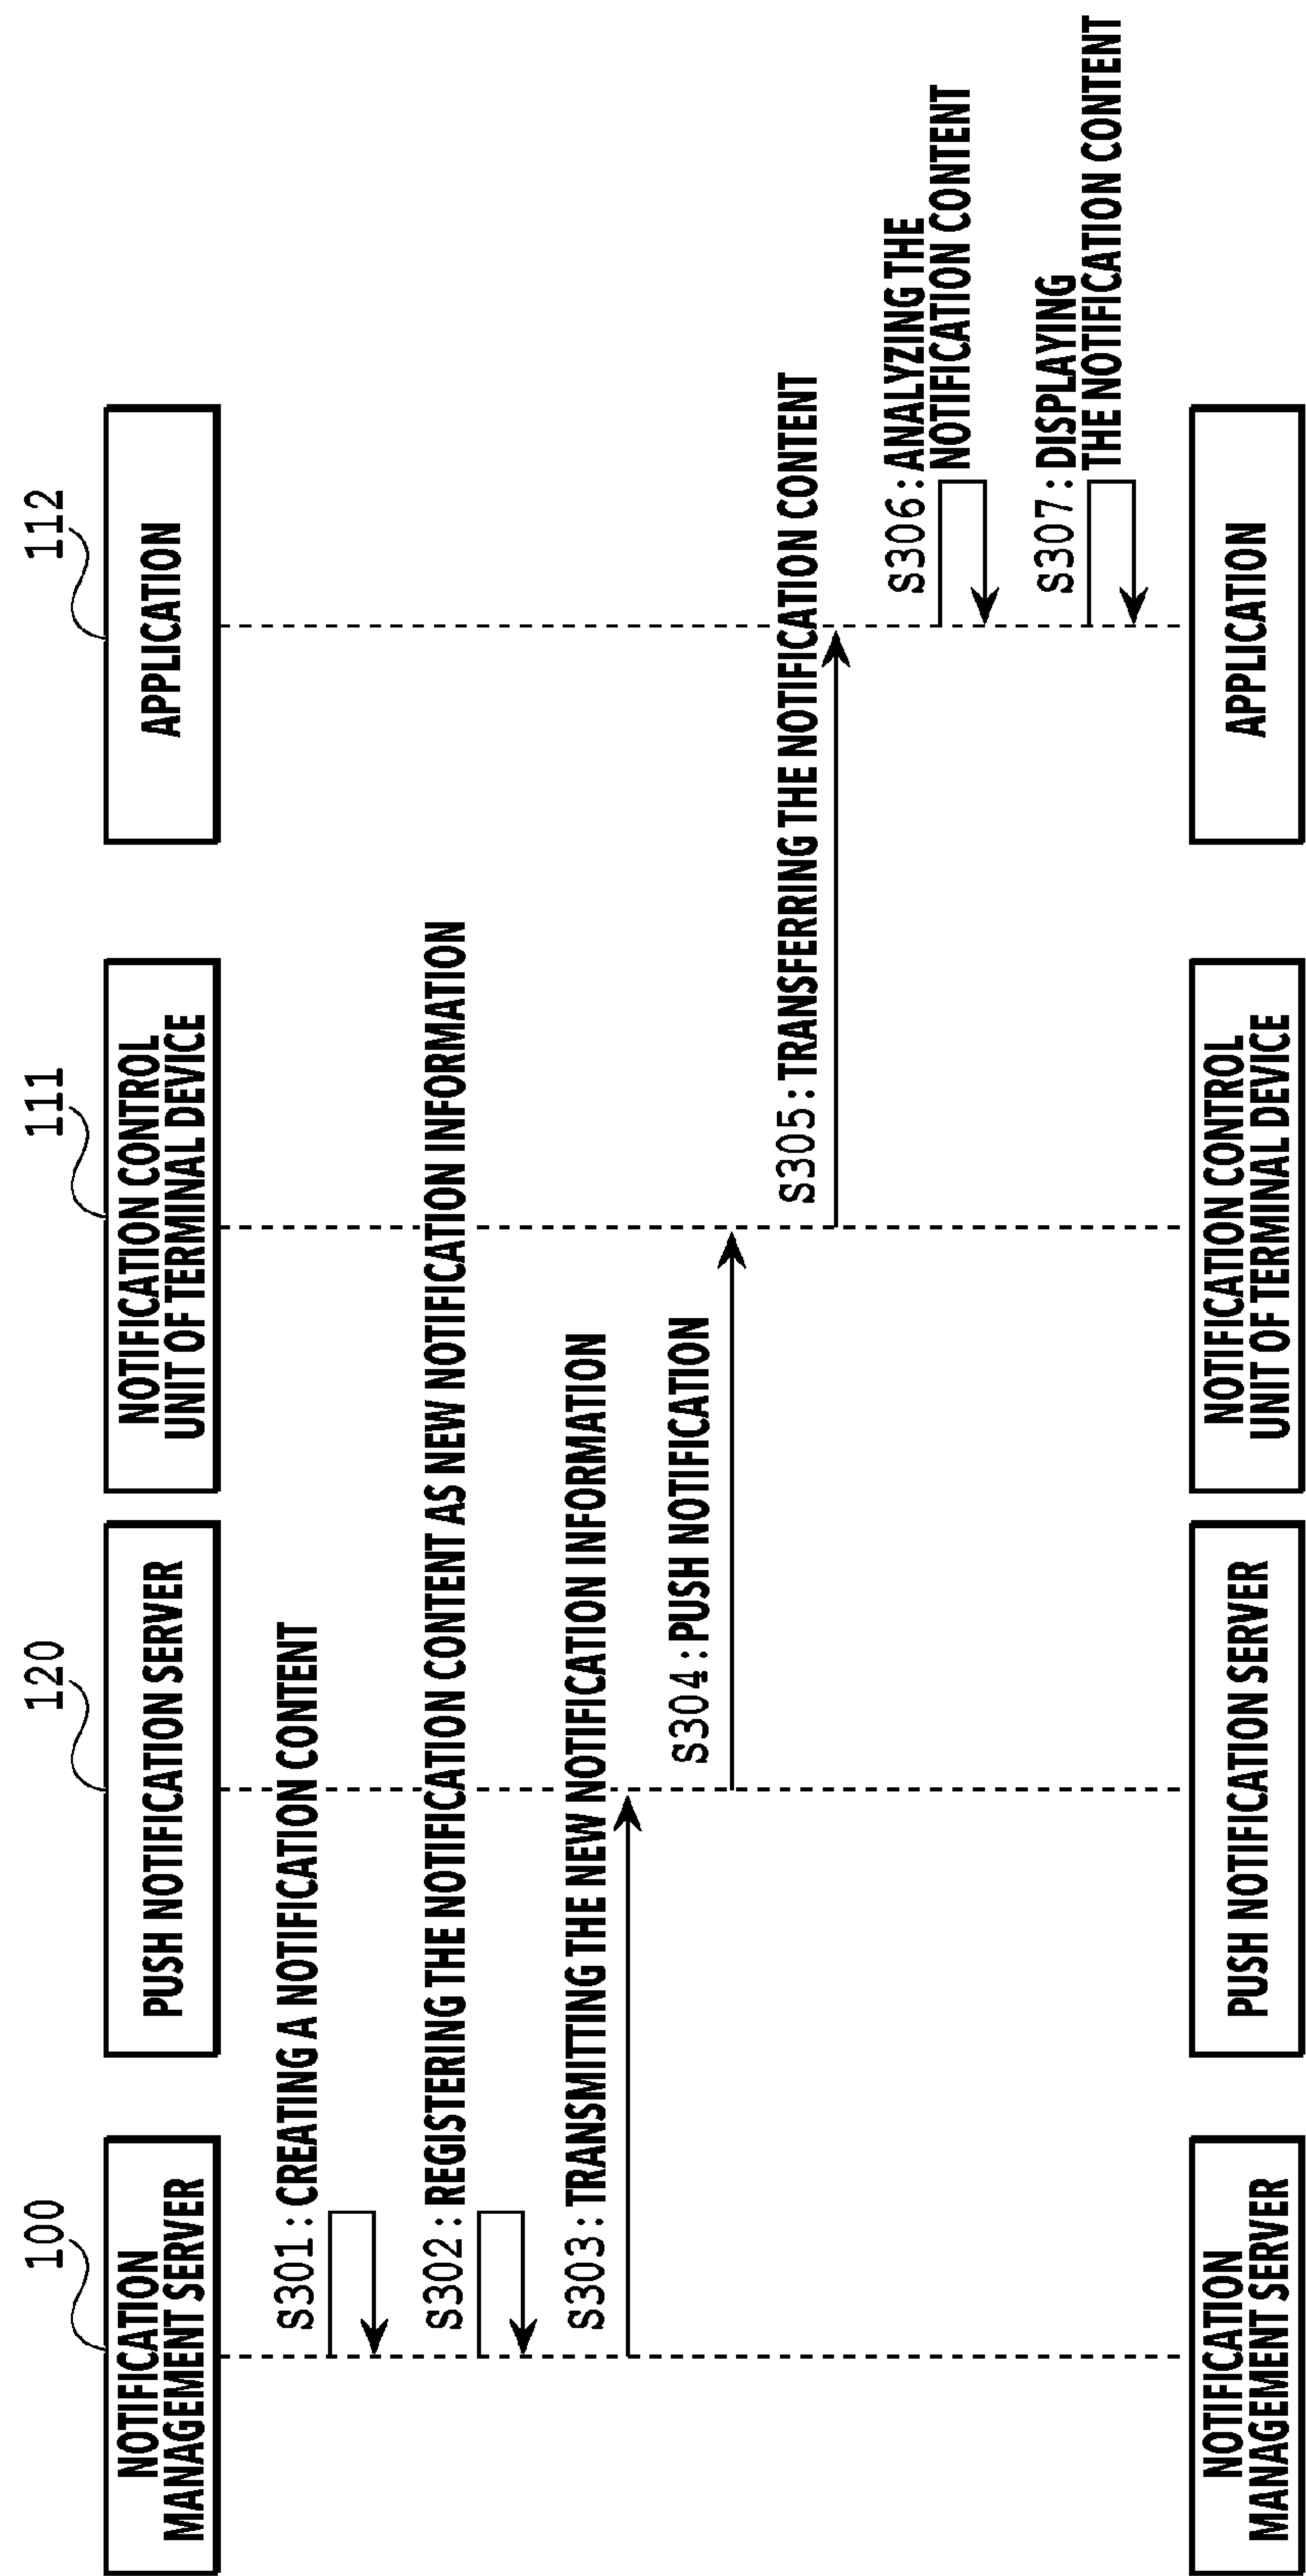 100
120
111
112
NOTIFICATION
MANAGEMENT SERVER
PUSH NOTIFICATION SERVER
NOTIFICATION CONTROL
UNIT OF TERMINAL DEVICE
APPLICATION
S301: CREATING A NOTIFICATION CONTENT
S302: REGISTERING THE NOTIFICATION CONTENT AS NEW NOTIFICATION INFORMATION
S303: TRANSMITTING THE NEW NOTIFICATION INFORMATION
S304: PUSH NOTIFICATION
S305: TRANSFERRING THE NOTIFICATION CONTENT
S306: ANALYZING THE
NOTIFICATION CONTENT
S307: DISPLAYING
THE NOTIFICATION CONTENT
NOTIFICATION
MANAGEMENT SERVER
PUSH NOTIFICATION SERVER
NOTIFICATION CONTROL
UNIT OF TERMINAL DEVICE
APPLICATION